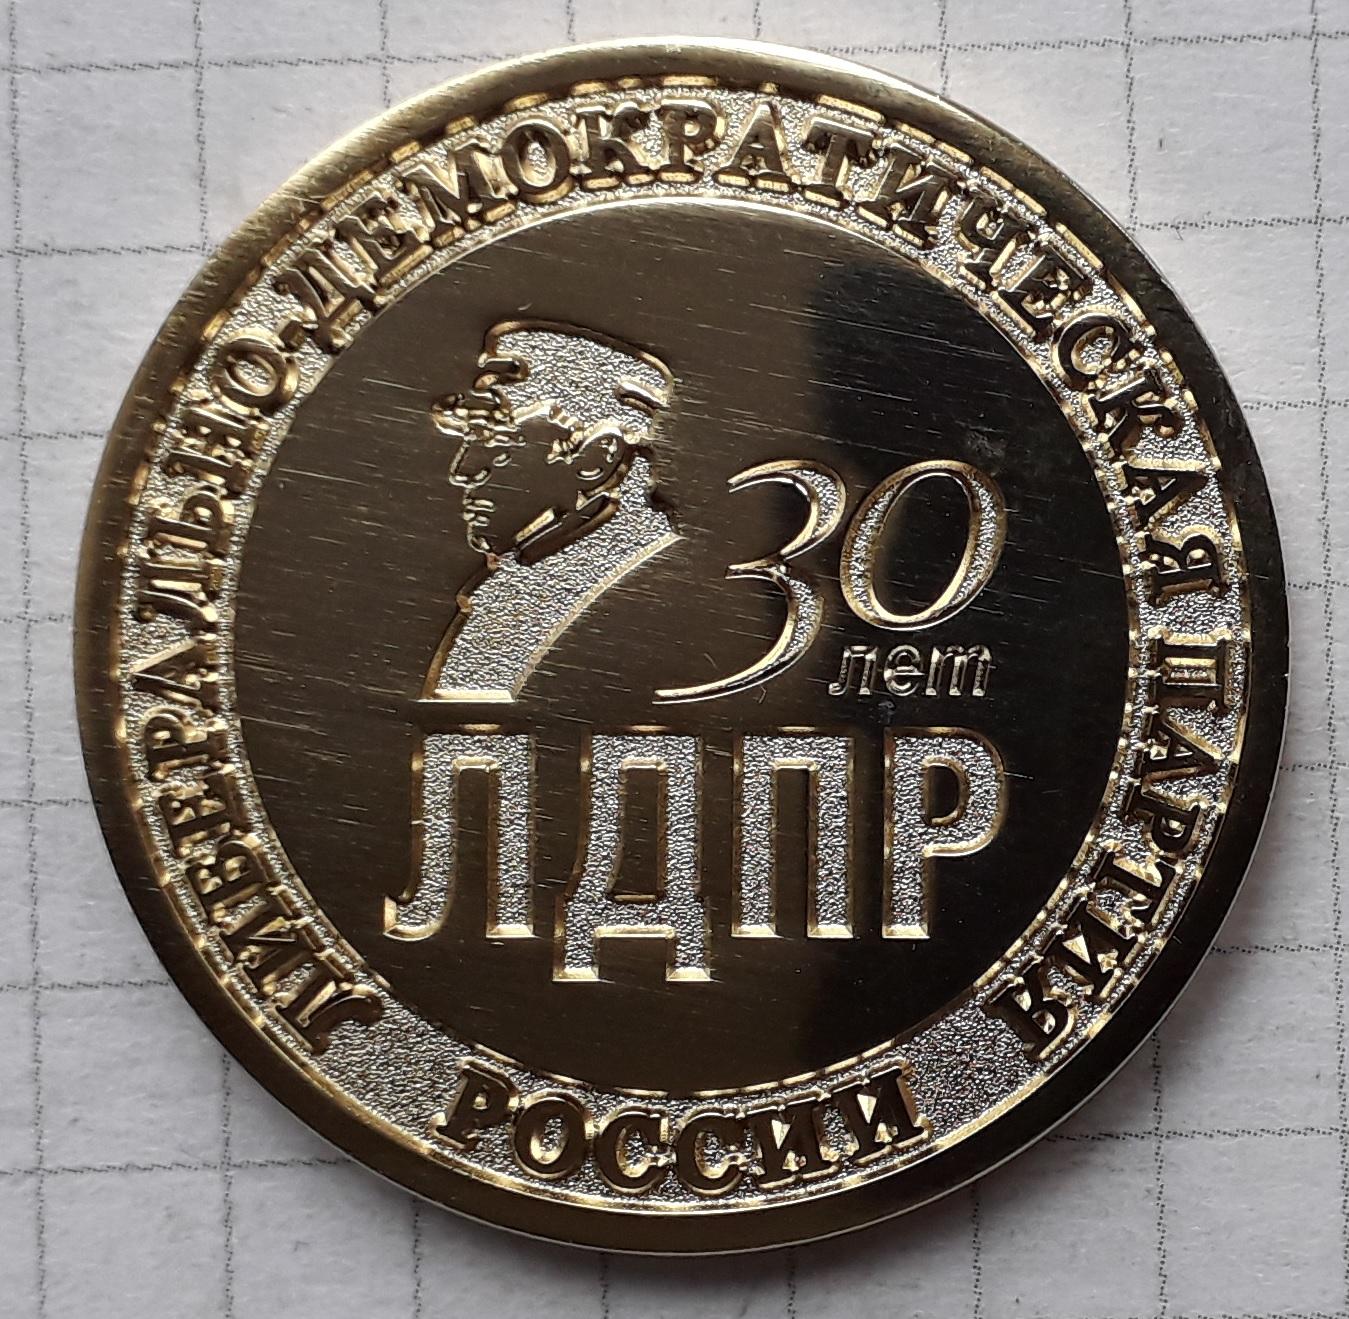 ЛИБЕРАЛЬНО-ДЕМОКРАТИЧЕСКАЯ ПАРТИЯ
РОССИИ
30
лет
ЛДПР